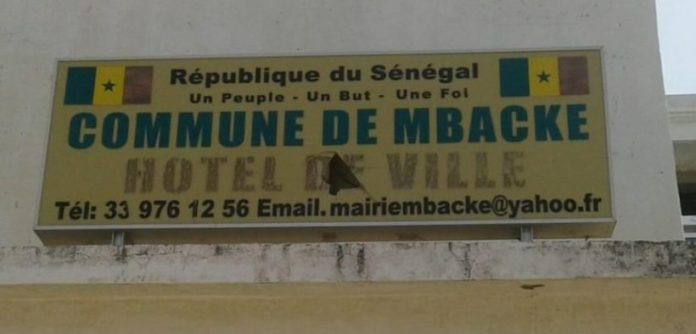 République du Sénégal
Un Peuple - Un But - Une Foi
COMMUNE DE MBACKE
HOTEL DE VILLE
Tél: 33 976 12 56 Email. mairiembacke@yahoo.fr